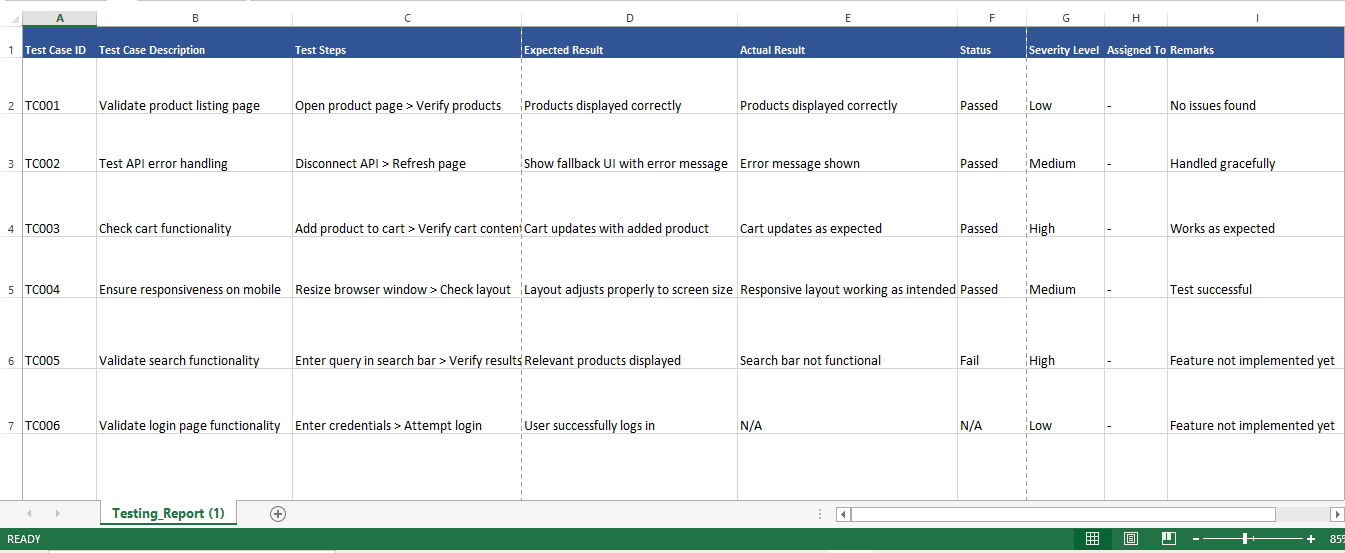 A B C D E F G H I
1 Test Case ID Test Case Description Test Steps Expected Result Actual Result Status Severity Level Assigned To Remarks
2 TC001 Validate product listing page Open product page > Verify products Products displayed correctly Products displayed correctly Passed Low - No issues found
3 TC002 Test API error handling Disconnect API > Refresh page Show fallback UI with error message Error message shown Passed Medium - Handled gracefully
4 TC003 Check cart functionality Add product to cart > Verify cart conten Cart updates with added product Cart updates as expected Passed High - Works as expected
5 TC004 Ensure responsiveness on mobile Resize browser window > Check layout Layout adjusts properly to screen size Responsive layout working as intended Passed Medium - Test successful
6 TC005 Validate search functionality Enter query in search bar > Verify results Relevant products displayed Search bar not functional Fail High - Feature not implemented yet
7 TC006 Validate login page functionality Enter credentials > Attempt login User successfully logs in N/A N/A Low - Feature not implemented yet
Testing_Report (1)
READY 85%